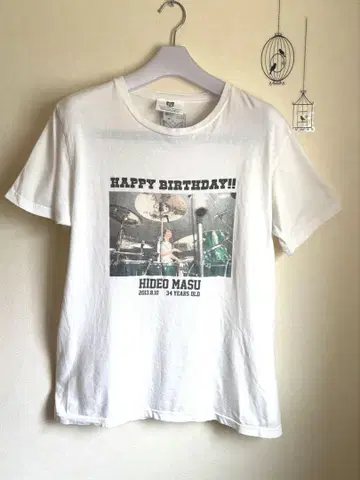 HAPPY BIRTHDAY!!
HIDEO MASU
2013.8.10 34 YEARS OLD